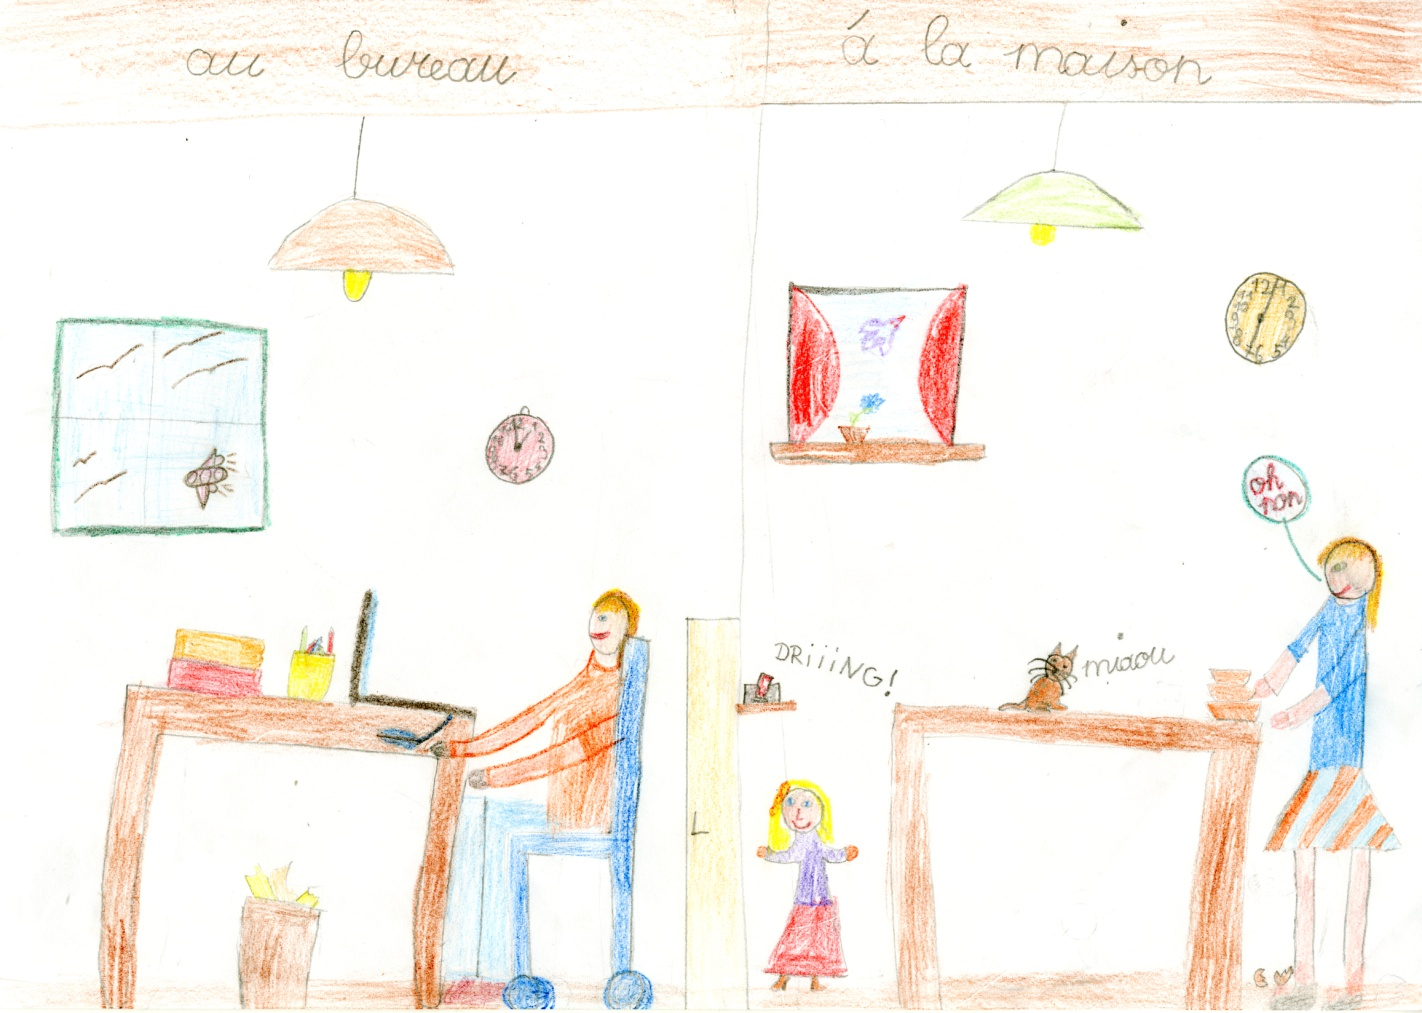 au bureau
á la maison
oh
non
DRiiiNG!
miaou